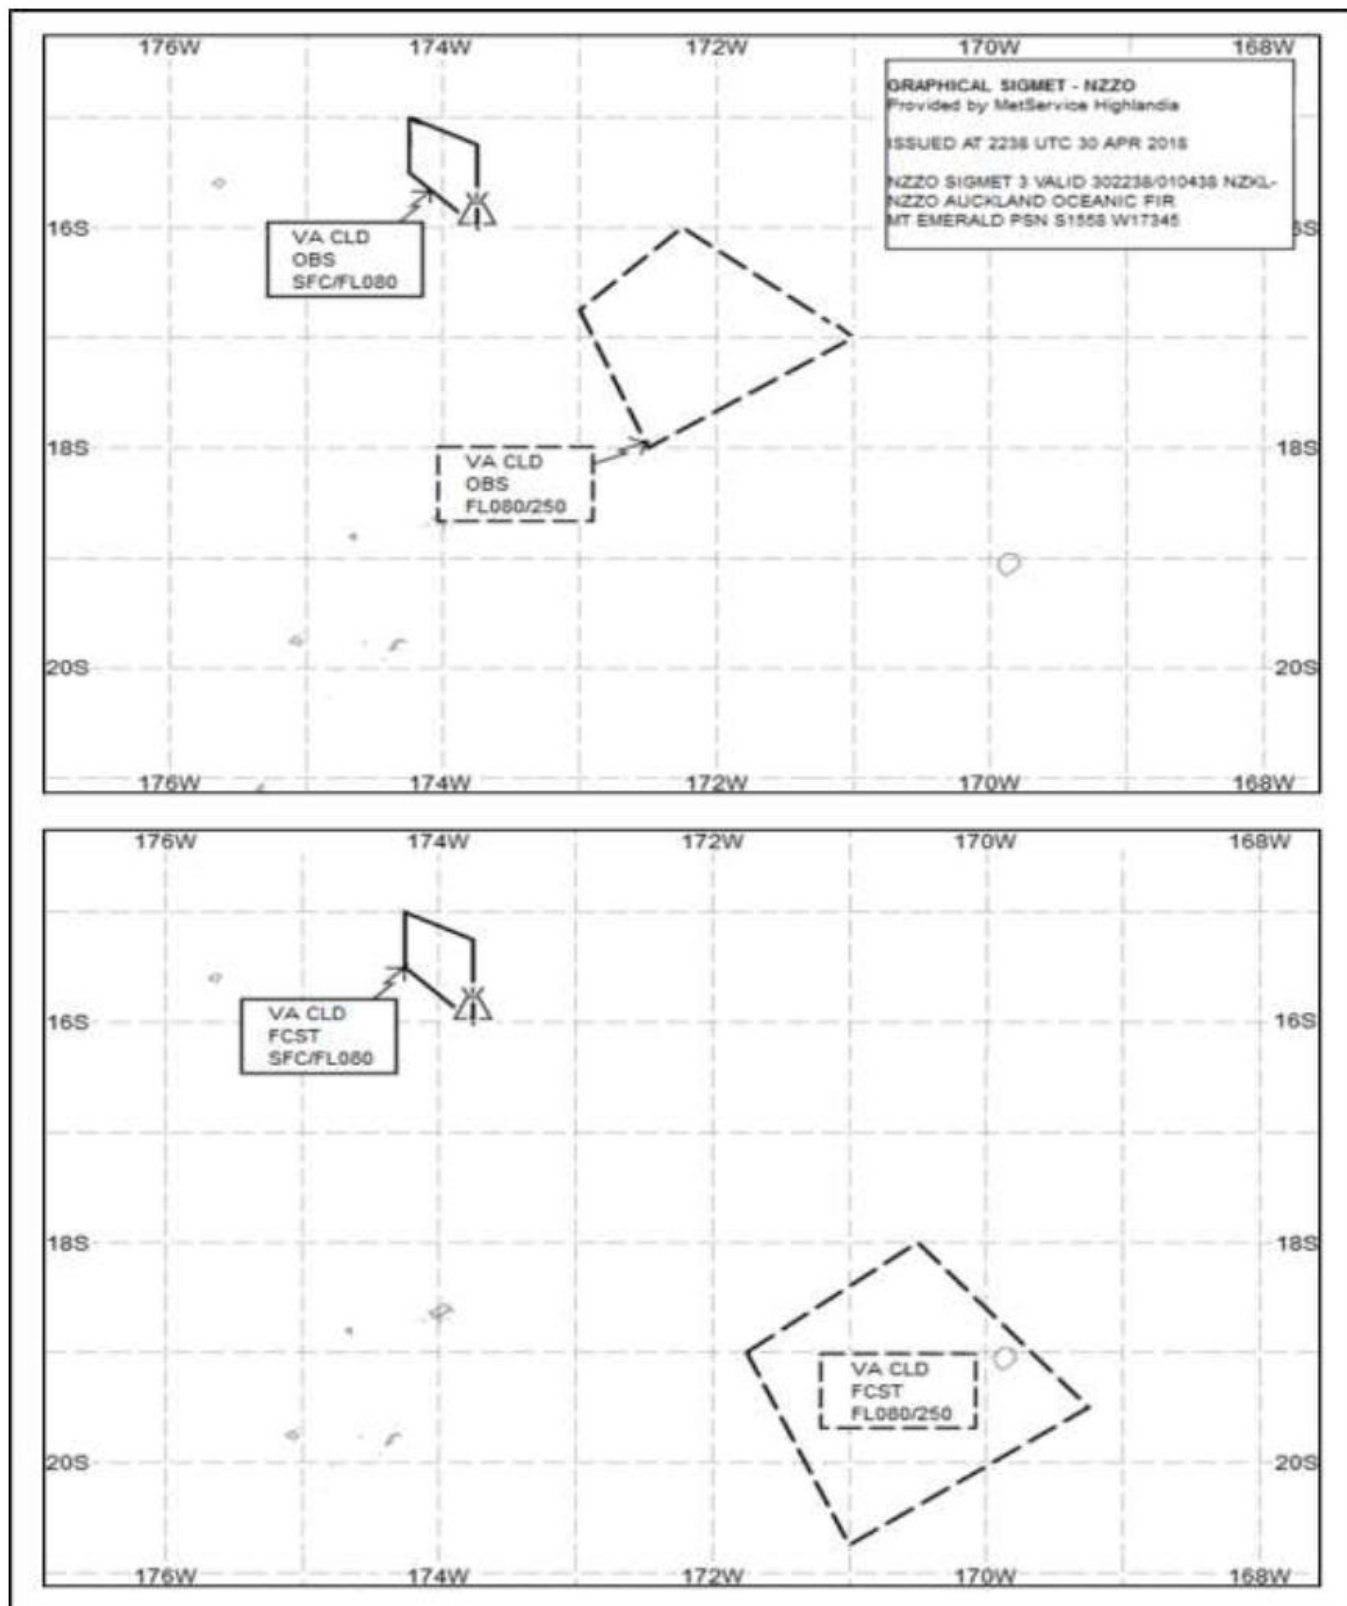 176W 174W 172W 170W 168W
GRAPHICAL SIGMET - NZZO
Provided by MetService Highlandia
ISSUED AT 2238 UTC 30 APR 2018
NZZO SIGMET 3 VALID 302238/010438 NZKL-
NZZO AUCKLAND OCEANIC FIR
MT EMERALD PSN S1558 W17345
16S
VA CLD
OBS
SFC/FL080
18S 18S
VA CLD
OBS
FL080/250
20S 20S
176W 174W 172W 170W 168W
176W 174W 172W 170W 168W
16S 16S
VA CLD
FCST
SFC/FL080
18S 18S
VA CLD
FCST
FL080/250
20S 20S
176W 174W 172W 170W 168W